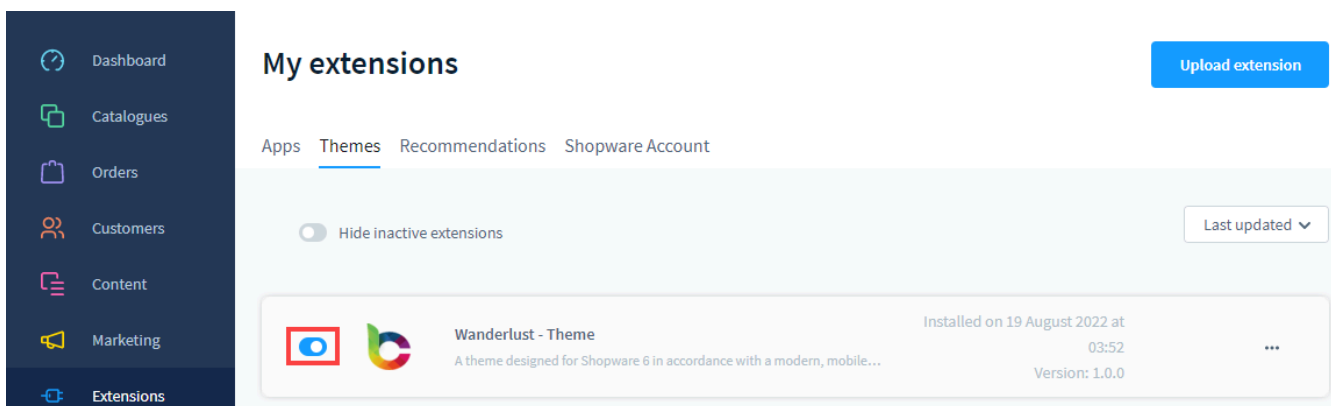 Dashboard
My extensions
Upload extension
Catalogues
Apps Themes Recommendations Shopware Account
Orders
Customers
Hide inactive extensions
Last updated
Content
Wanderlust - Theme
A theme designed for Shopware 6 in accordance with a modern, mobile...
Installed on 19 August 2022 at
03:52
Version: 1.0.0
Marketing
Extensions